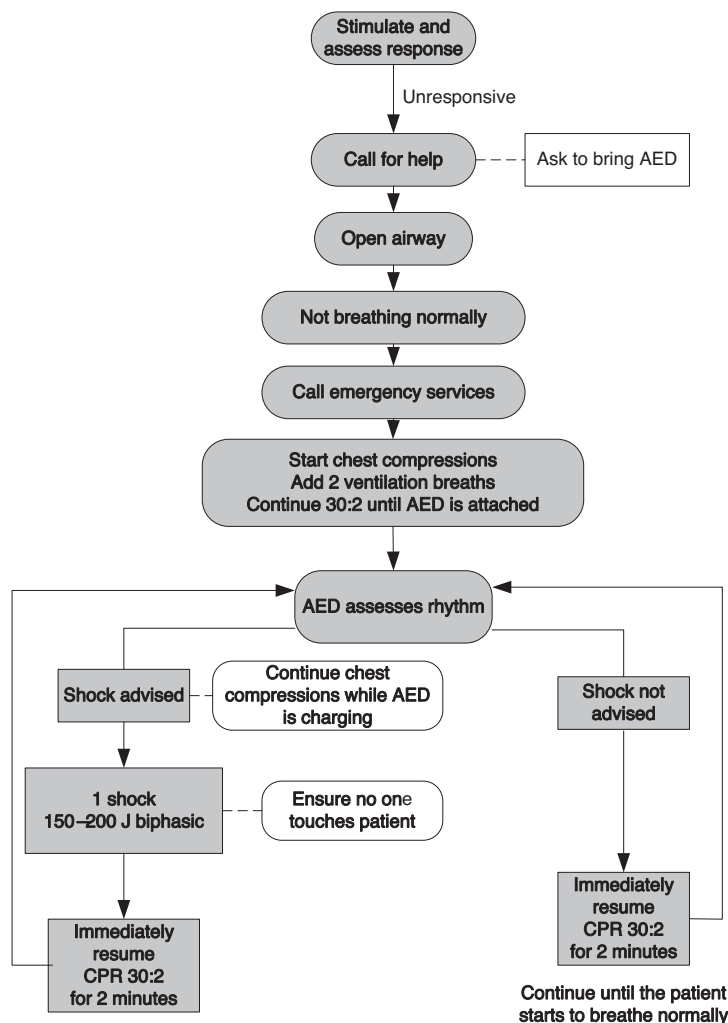 Stimulate and
assess response
Unresponsive
Call for help
Ask to bring AED
Open airway
Not breathing normally
Call emergency services
Start chest compressions
Add 2 ventilation breaths
Continue 30:2 until AED is attached
AED assesses rhythm
Shock advised
Continue chest
compressions while AED
is charging
Shock not
advised
1 shock
150–200 J biphasic
Ensure no one
touches patient
Immediately
resume
CPR 30:2
for 2 minutes
Immediately
resume
CPR 30:2
for 2 minutes
Continue until the patient
starts to breathe normally